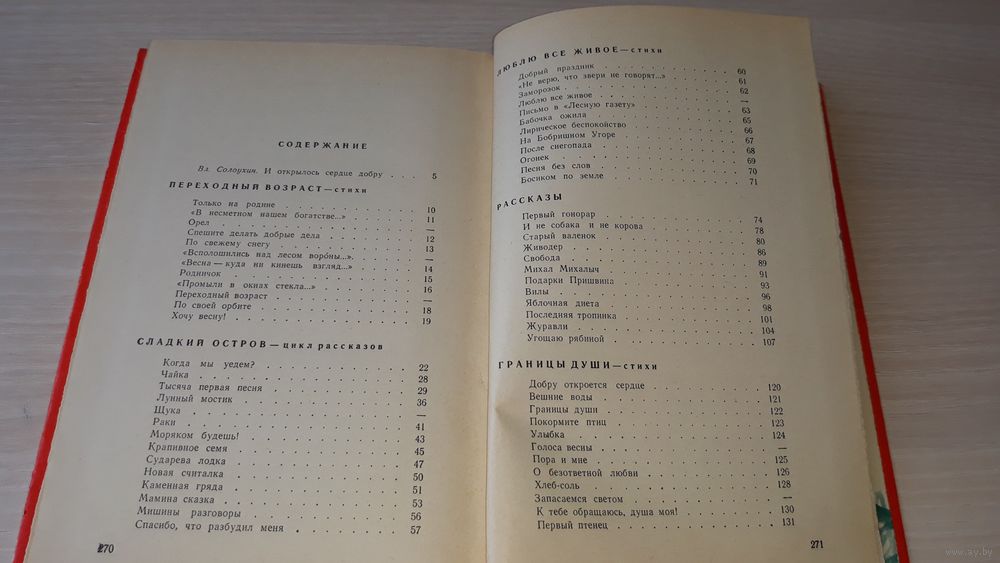 СОДЕРЖАНИЕ
Вл. Солоухин. И открылось сердце добру . . . . 5
ПЕРЕХОДНЫЙ ВОЗРАСТ — стихи
Только на родине . . . . 10
«В несметном нашем богатстве...» . . . . 11
Орел . . . . —
Спешите делать добрые дела . . . . 12
По свежему снегу . . . . 13
«Всполошились над лесом воро́ны...» . . . . —
«Весна — куда ни кинешь взгляд...» . . . . 14
Родничок . . . . 15
«Промыли в окнах стекла...» . . . . 16
Переходный возраст . . . . —
По своей орбите . . . . 18
Хочу весну! . . . . 19
СЛАДКИЙ ОСТРОВ — цикл рассказов
Когда мы уедем? . . . . 22
Чайка . . . . 28
Тысяча первая песня . . . . 29
Лунный мостик . . . . 36
Щука . . . . —
Раки . . . . 41
Моряком будешь! . . . . 43
Крапивное семя . . . . 45
Сударева лодка . . . . 47
Новая считалка . . . . 50
Каменная гряда . . . . 51
Мамина сказка . . . . 53
Мишины разговоры . . . . 56
Спасибо, что разбудил меня . . . . 57
270
ЛЮБЛЮ ВСЕ ЖИВОЕ — стихи
Добрый праздник . . . . 60
«Не верю, что звери не говорят...» . . . . 61
Заморозок . . . . 62
Люблю все живое . . . . —
Письмо в «Лесную газету» . . . . 63
Бабочка ожила . . . . 65
Лирическое беспокойство . . . . 66
На Бобришном Угоре . . . . 67
После снегопада . . . . 68
Огонек . . . . 69
Песня без слов . . . . 70
Босиком по земле . . . . 71
РАССКАЗЫ
Первый гонорар . . . . 74
И не собака и не корова . . . . 78
Старый валенок . . . . 80
Живодер . . . . 86
Свобода . . . . 89
Михал Михалыч . . . . 91
Подарки Пришвина . . . . 93
Вилы . . . . 96
Яблочная диета . . . . 98
Последняя тропинка . . . . 101
Журавли . . . . 104
Угощаю рябиной . . . . 107
ГРАНИЦЫ ДУШИ — стихи
Добру откроется сердце . . . . 120
Вешние воды . . . . 121
Границы души . . . . 122
Покормите птиц . . . . 123
Улыбка . . . . 124
Голоса весны . . . . —
Пора и мне . . . . 125
О безответной любви . . . . 126
Хлеб-соль . . . . 128
Запасаемся светом . . . . —
К тебе обращаюсь, душа моя! . . . . 130
Первый птенец . . . . 131
271
www.ay.by